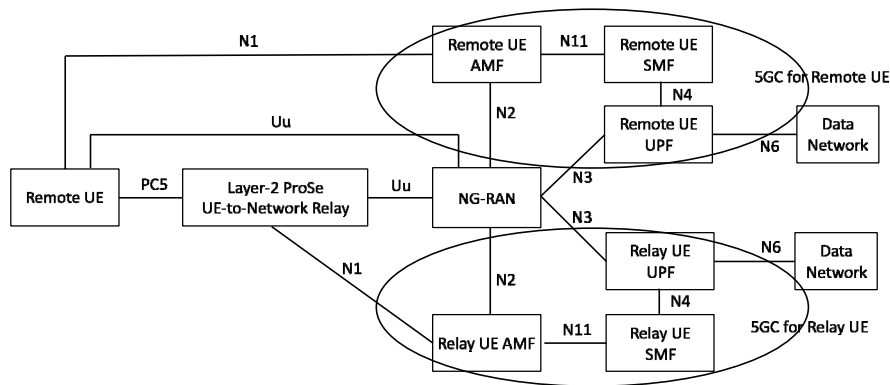 N1
Remote UE
AMF
N11
Remote UE
SMF
5GC for Remote UE
N4
N2
Uu
Remote UE
UPF
N6
Data
Network
N3
Remote UE
PC5
Layer-2 ProSe
UE-to-Network Relay
Uu
NG-RAN
N3
N1
N2
Relay UE
UPF
N6
Data
Network
N4
5GC for Relay UE
Relay UE AMF
N11
Relay UE
SMF